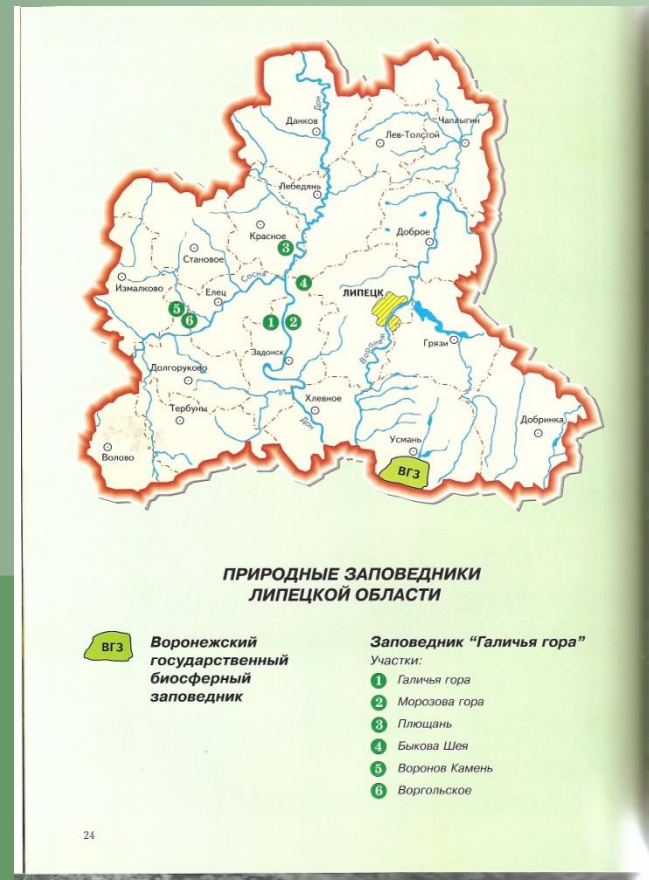 Дон
Данков
Чаплыгин
Лев-Толстой
Лебедянь
Красное
3
Доброе
Становое
Сосна
4
Измалково
Елец
ЛИПЕЦК
5
6
1
2
Воронеж
Грязи
Задонск
Долгоруково
Хлевное
Тербуны
Дон
Добринка
Усмань
Волово
ВГЗ
ПРИРОДНЫЕ ЗАПОВЕДНИКИ
ЛИПЕЦКОЙ ОБЛАСТИ
ВГЗ
Воронежский
государственный
биосферный
заповедник
Заповедник "Галичья гора"
Участки:
1 Галичья гора
2 Морозова гора
3 Плющань
4 Быкова Шея
5 Воронов Камень
6 Воргольское
24